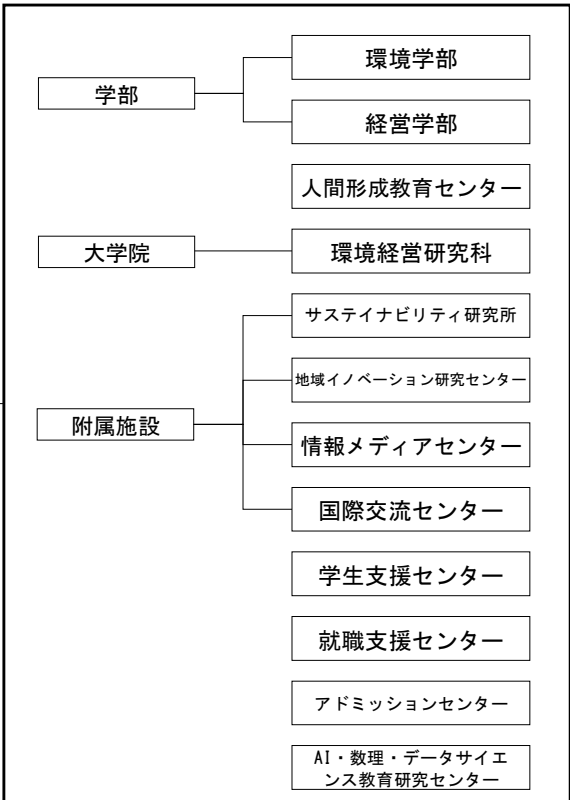 学部
環境学部
経営学部
人間形成教育センター
大学院
環境経営研究科
附属施設
サステイナビリティ研究所
地域イノベーション研究センター
情報メディアセンター
国際交流センター
学生支援センター
就職支援センター
アドミッションセンター
AI・数理・データサイエ
ンス教育研究センター